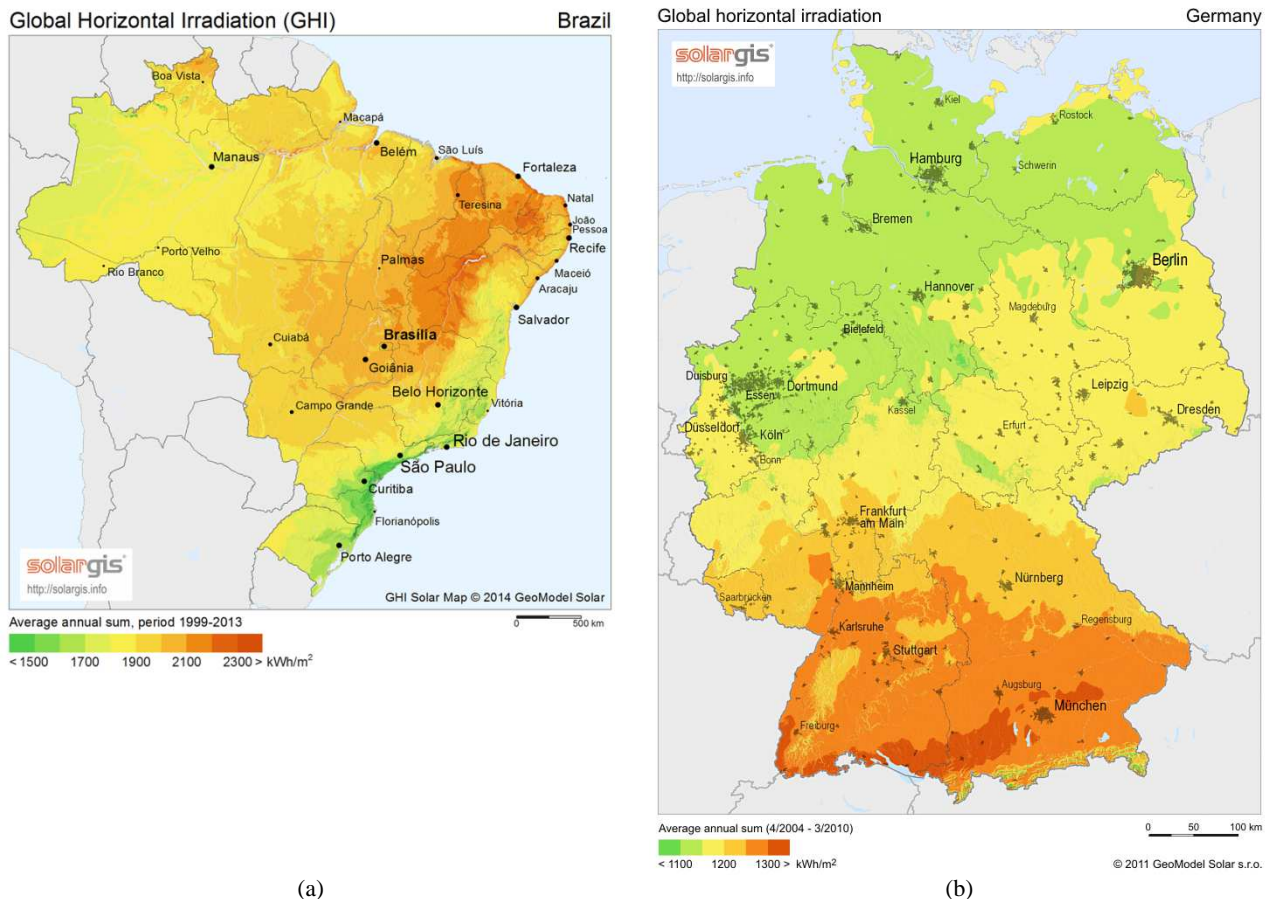 Global Horizontal Irradiation (GHI) Brazil
Boa Vista
Macapá
Manaus
Belém
São Luís
Fortaleza
Teresina
Natal
João
Pessoa
Recife
Porto Velho
Rio Branco
Palmas
Maceió
Aracaju
Salvador
Cuiabá
Brasília
Goiânia
Belo Horizonte
Campo Grande
Vitória
Rio de Janeiro
São Paulo
Curitiba
Florianópolis
Porto Alegre
solargis
http://solargis.info
GHI Solar Map © 2014 GeoModel Solar
Average annual sum, period 1999-2013
0 500 km
< 1500 1700 1900 2100 2300 > kWh/m²
(a)
Global horizontal irradiation Germany
solargis
http://solargis.info
Kiel
Rostock
Hamburg
Schwerin
Bremen
Berlin
Hannover
Magdeburg
Bielefeld
Duisburg
Dortmund
Essen
Leipzig
Kassel
Dresden
Düsseldorf
Köln
Erfurt
Bonn
Frankfurt
am Main
Mannheim
Nürnberg
Saarbrücken
Karlsruhe
Regensburg
Stuttgart
Augsburg
München
Freiburg
Average annual sum (4/2004 - 3/2010)
0 50 100 km
< 1100 1200 1300 > kWh/m²
© 2011 GeoModel Solar s.r.o.
(b)